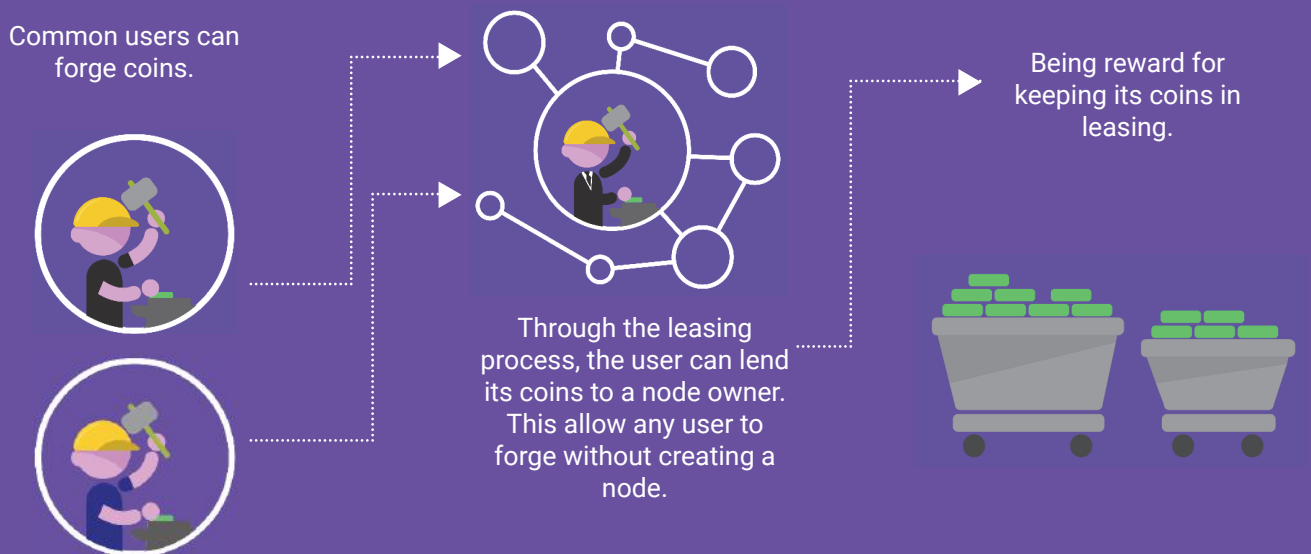 Common users can
forge coins.
Through the leasing
process, the user can lend
its coins to a node owner.
This allow any user to
forge without creating a
node.
Being reward for
keeping its coins in
leasing.